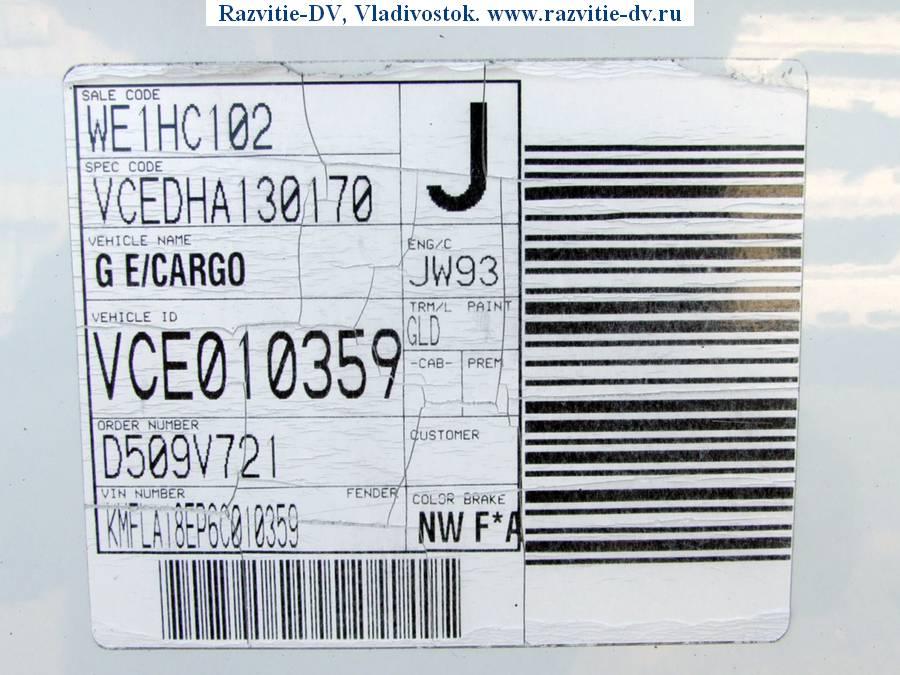 Razvitie-DV, Vladivostok. www.razvitie-dv.ru
SALE CODE
WE1HC102
J
SPEC CODE
VCEDHA130170
VEHICLE NAME
G E/CARGO
ENG/C
JW93
VEHICLE ID
VCE010359
TRM/L PAINT
GLD
-CAB- PREM
ORDER NUMBER
D509V721
CUSTOMER
VIN NUMBER FENDER
KMFLA18EP6C010359
COLOR BRAKE
NW F*A